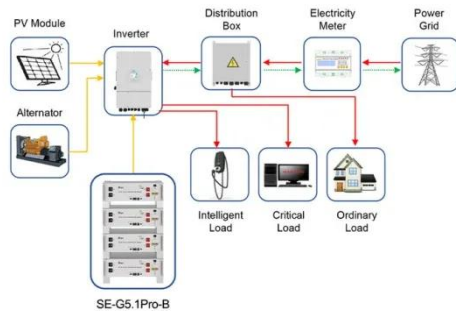 PV Module
Inverter
Distribution
Box
Electricity
Meter
Power
Grid
Alternator
Intelligent
Load
Critical
Load
Ordinary
Load
SE-G5.1Pro-B